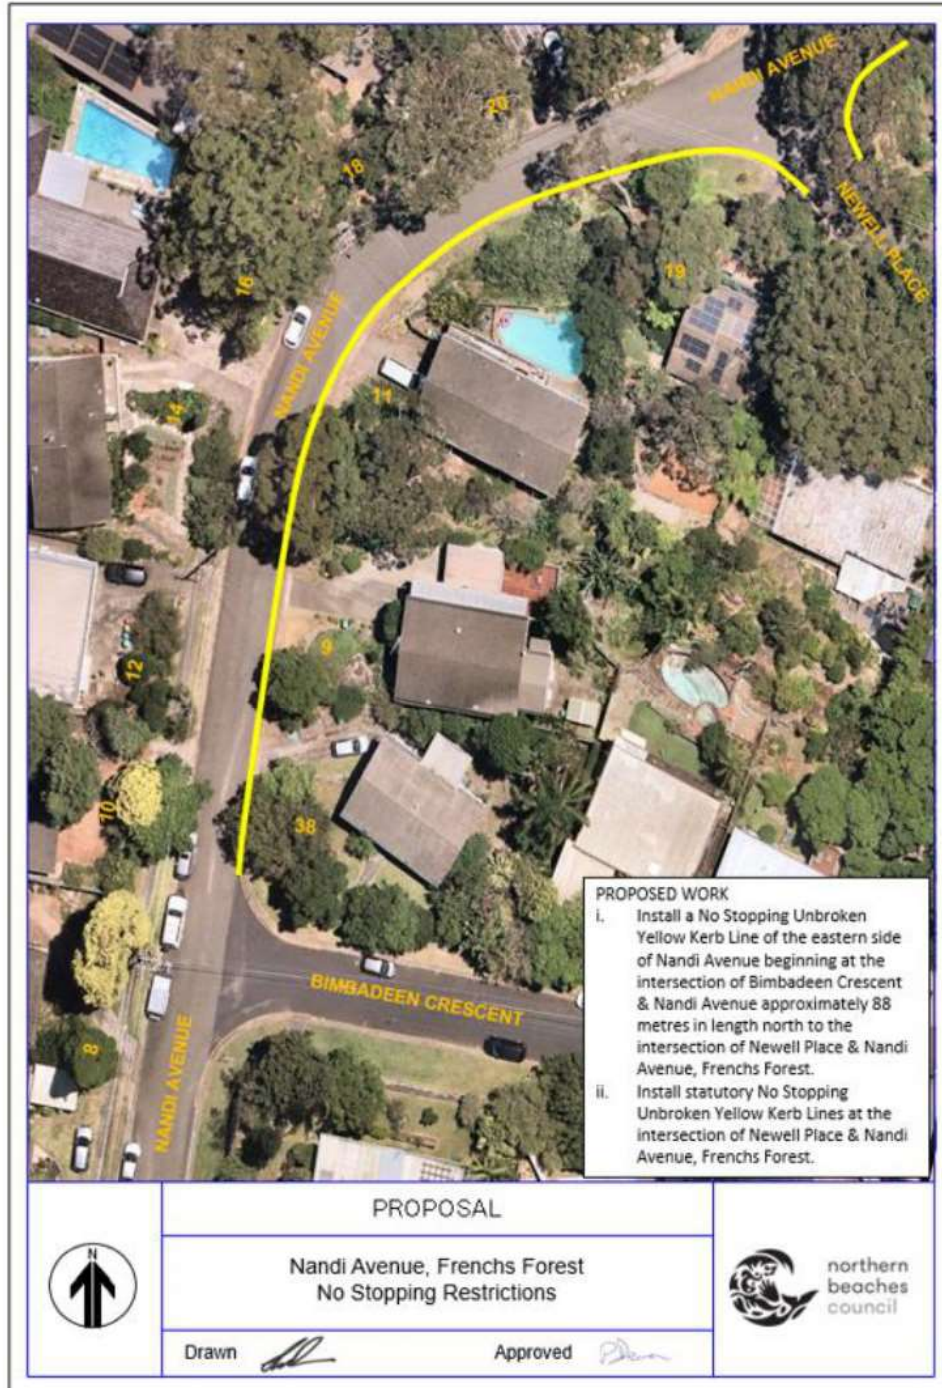 NANDI AVENUE
20
18
NEWELL PLACE
19
16
NANDI AVENUE
14
11
9
12
10
38
PROPOSED WORK
i. Install a No Stopping Unbroken
Yellow Kerb Line of the eastern side
of Nandi Avenue beginning at the
intersection of Bimbadeen Crescent
& Nandi Avenue approximately 88
metres in length north to the
intersection of Newell Place & Nandi
Avenue, Frenchs Forest.
ii. Install statutory No Stopping
Unbroken Yellow Kerb Lines at the
intersection of Newell Place & Nandi
Avenue, Frenchs Forest.
BIMBADEEN CRESCENT
8
NANDI AVENUE
PROPOSAL
N
Nandi Avenue, Frenchs Forest
No Stopping Restrictions
northern
beaches
council
Drawn
Approved